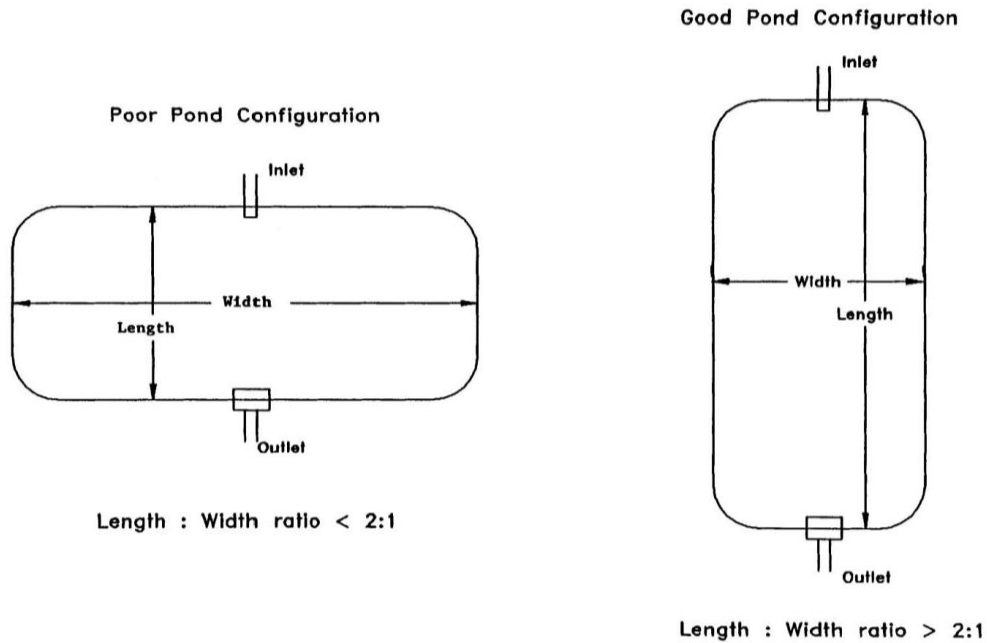 Poor Pond Configuration
Inlet
Width
Length
Outlet
Length : Width ratio < 2:1
Good Pond Configuration
Inlet
Width
Length
Outlet
Length : Width ratio > 2:1